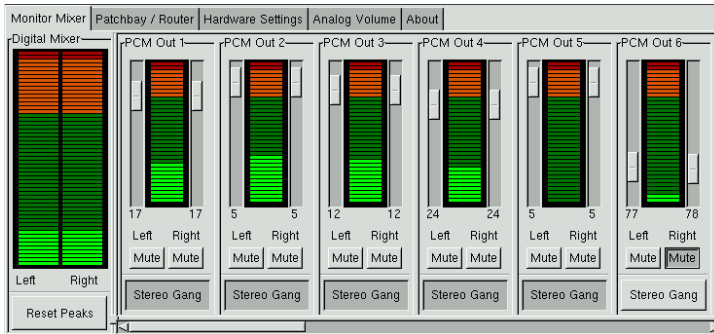 Monitor Mixer Patchbay / Router Hardware Settings Analog Volume About
Digital Mixer PCM Out 1 PCM Out 2 PCM Out 3 PCM Out 4 PCM Out 5 PCM Out 6
17 17 5 5 12 12 24 24 5 5 77 78
Left Right Left Right Left Right Left Right Left Right Left Right
Mute Mute Mute Mute Mute Mute Mute Mute Mute Mute Mute Mute
Left Right
Stereo Gang Stereo Gang Stereo Gang Stereo Gang Stereo Gang Stereo Gang
Reset Peaks